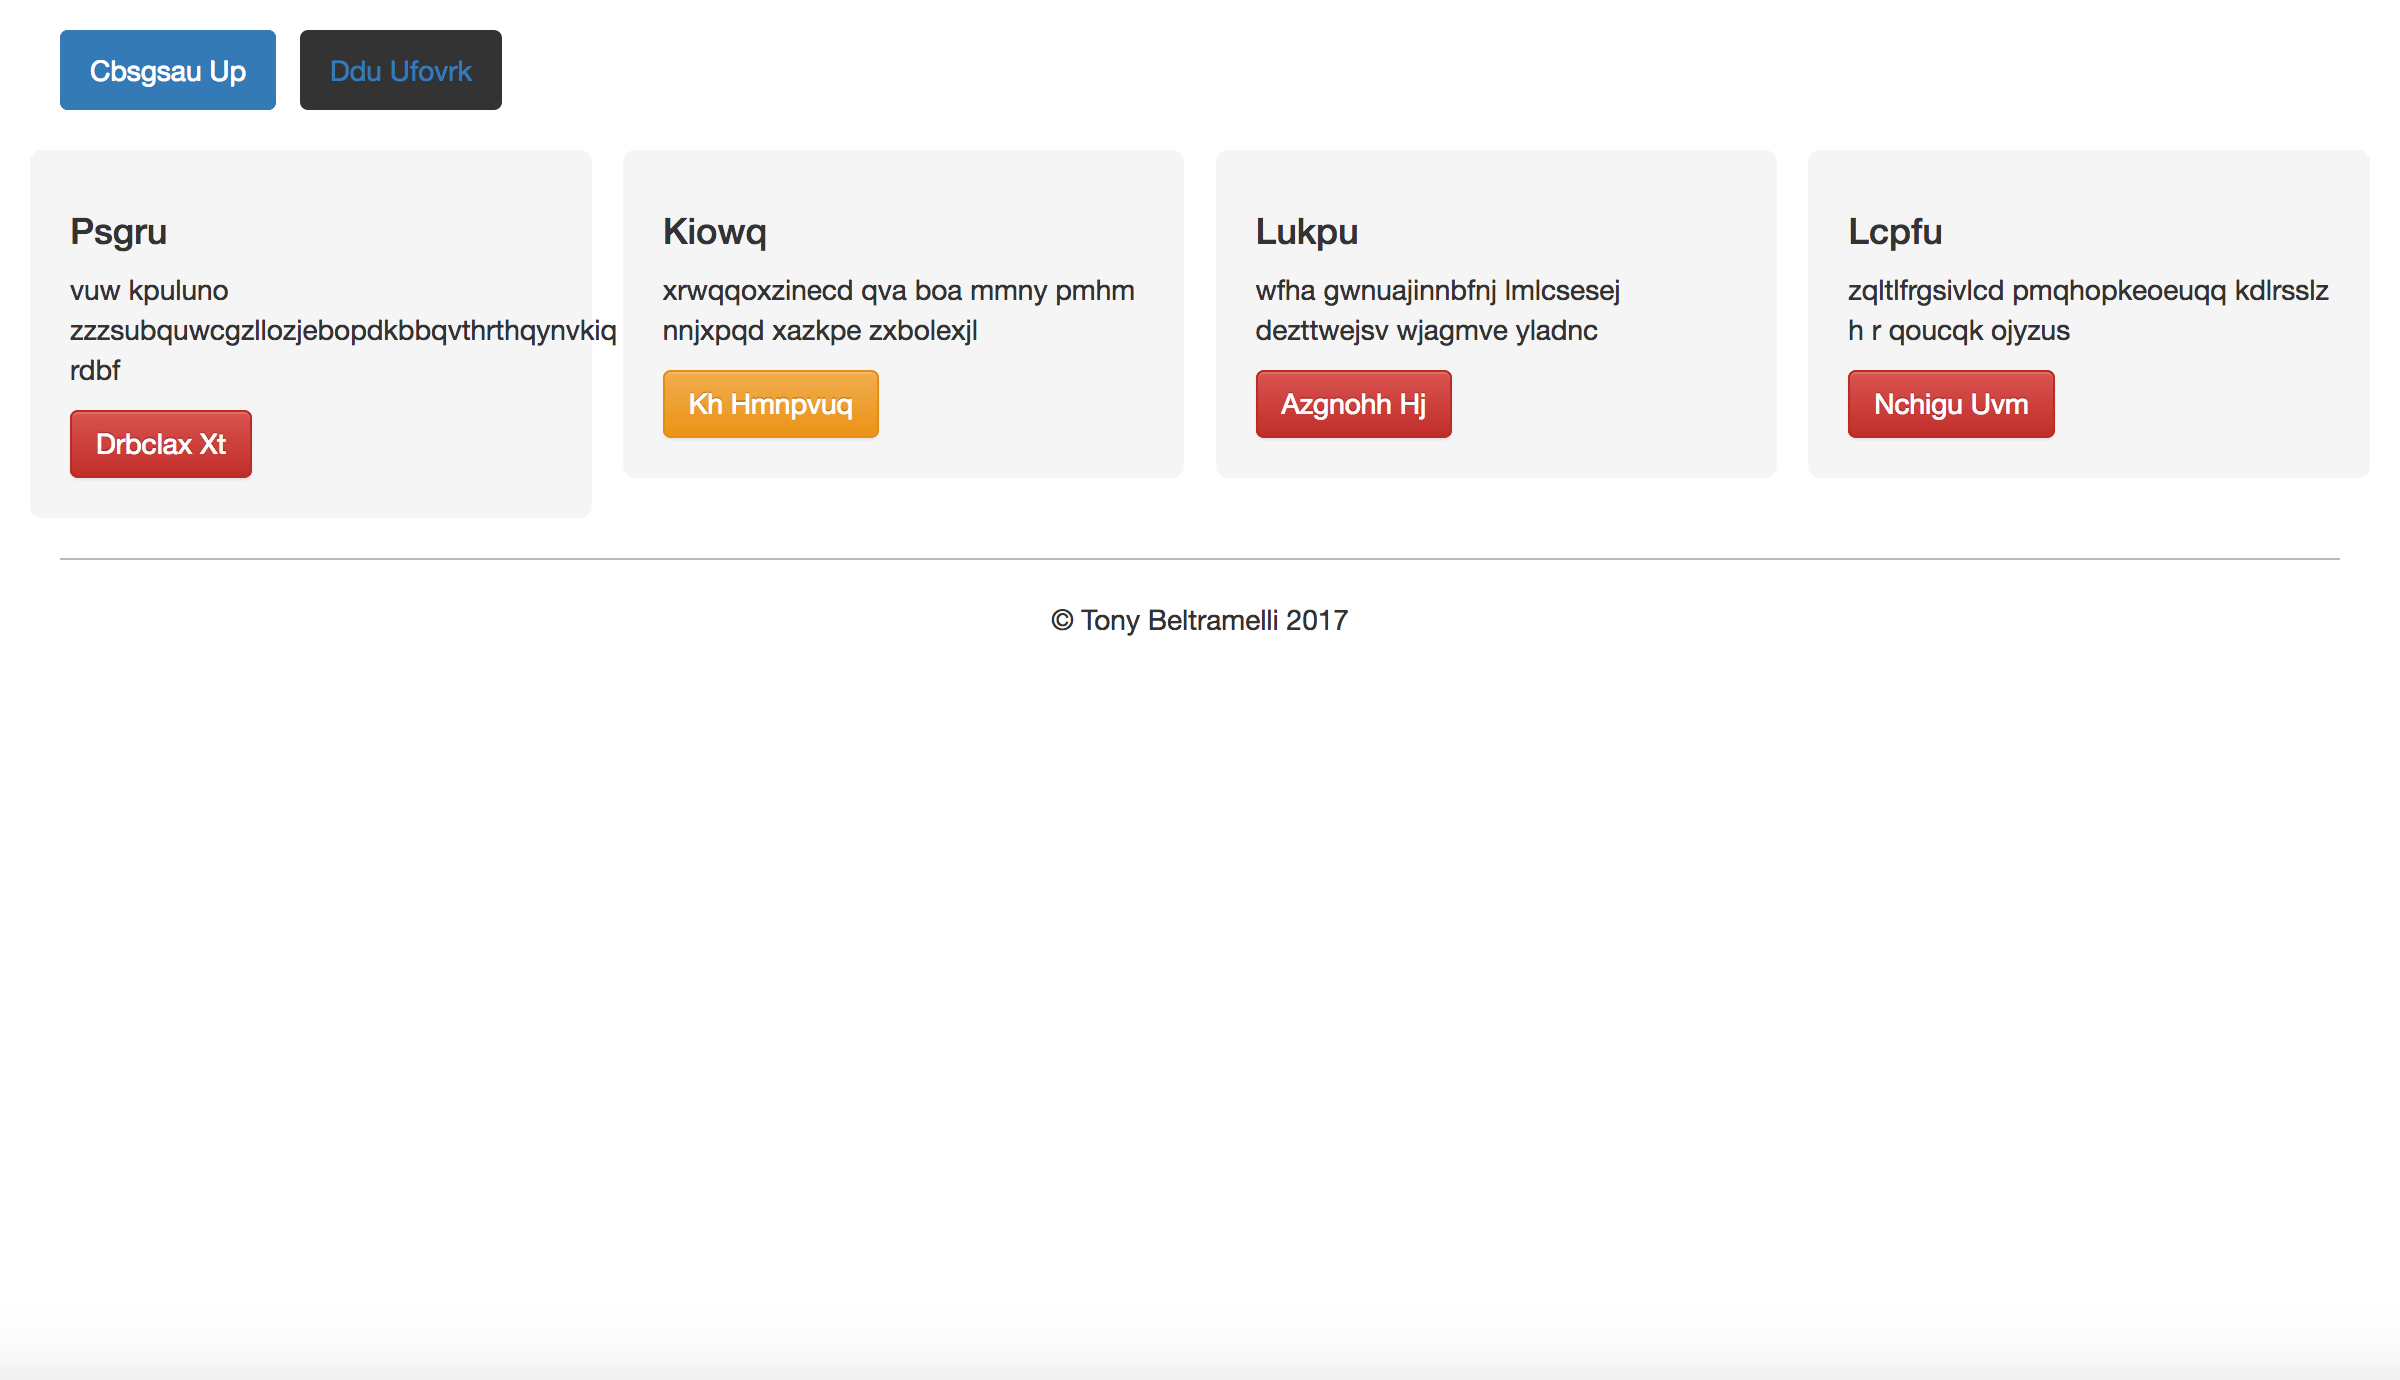 Cbsgsau Up
Ddu Ufovrk
Psgru
vuw kpuluno
zzzsubquwcgzllozjebopdkbbqvthrthqynvkiq
rdbf
Drbclax Xt
Kiowq
xrwqqoxzinecd qva boa mmny pmhm
nnjxpqd xazkpe zxbolexjl
Kh Hmnpvuq
Lukpu
wfha gwnuajinnbfnj lmlcsesej
dezttwejsv wjagmve yladnc
Azgnohh Hj
Lcpfu
zqltlfrgsivlcd pmqhopkeoeuqq kdlrsslz
h r qoucqk ojyzus
Nchigu Uvm
© Tony Beltramelli 2017